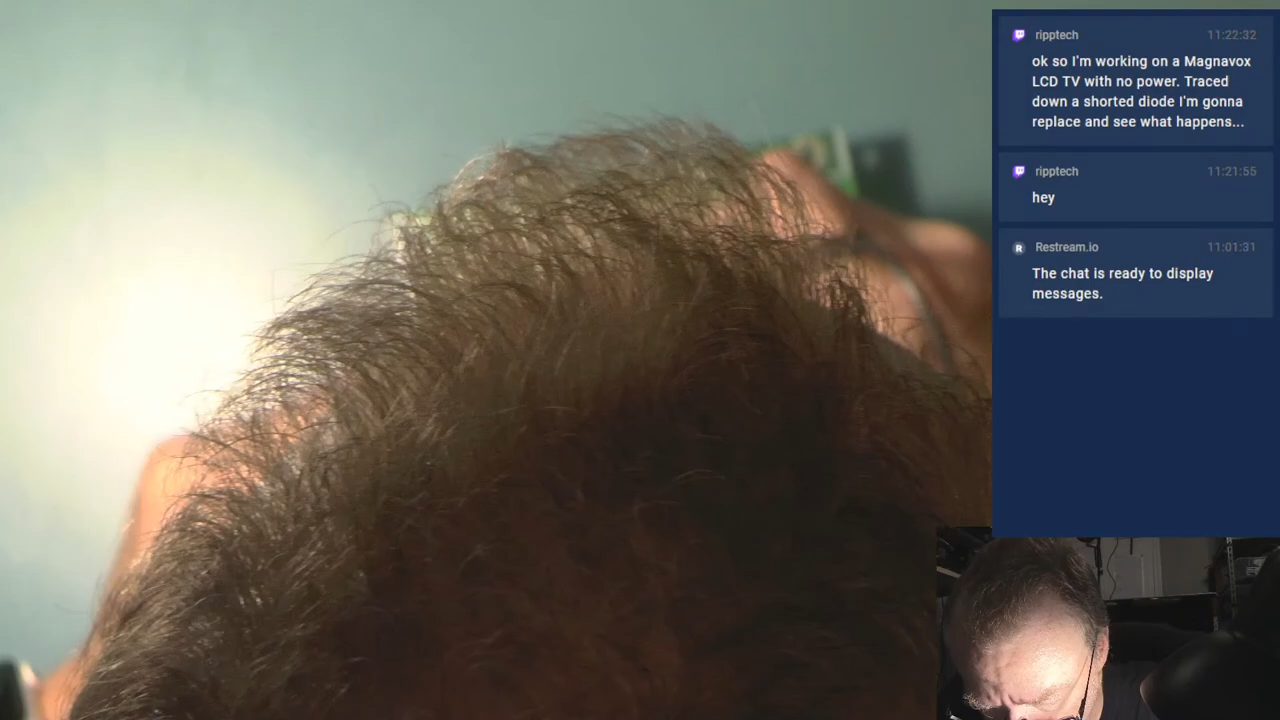 ripptech 11:22:32
ok so I'm working on a Magnavox
LCD TV with no power. Traced
down a shorted diode I'm gonna
replace and see what happens...
ripptech 11:21:55
hey
R Restream.io 11:01:31
The chat is ready to display
messages.